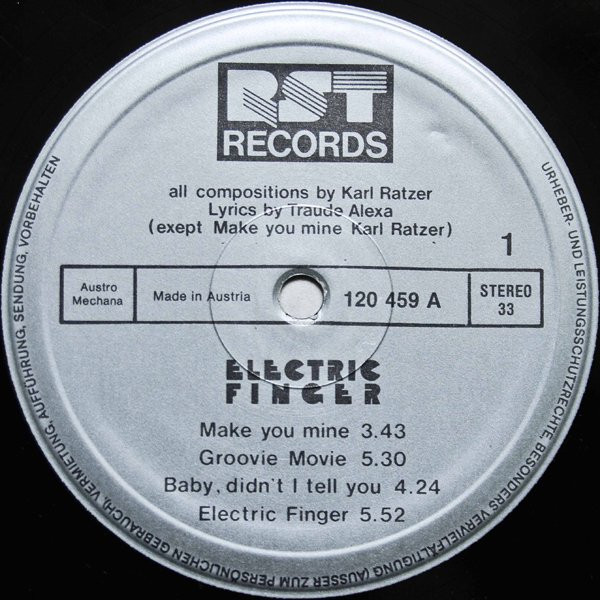 RST
RECORDS
all compositions by Karl Ratzer
Lyrics by Traude Alexa
(exept Make you mine Karl Ratzer)
1
Austro
Mechana
Made in Austria
120 459 A
STEREO
33
ELECTRIC
FINGER
Make you mine 3.43
Groovie Movie 5.30
Baby, didn't I tell you 4.24
Electric Finger 5.52
URHEBER- UND LEISTUNGSSCHUTZRECHTE, BESONDERS VERVIELFÄLTIGUNG (AUSSER ZUM PERSÖNLICHEN GEBRAUCH), VERMIETUNG, AUFFÜHRUNG, SENDUNG, VORBEHALTEN